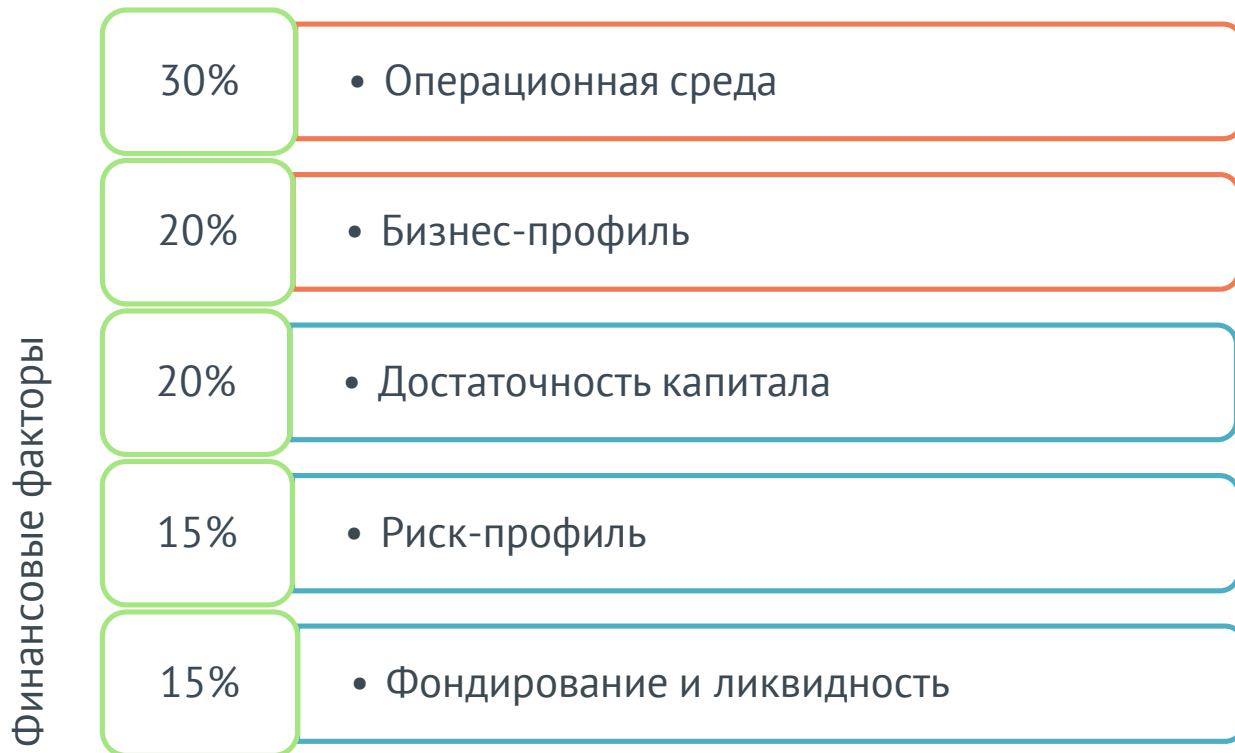 30%
• Операционная среда
20%
• Бизнес-профиль
Финансовые факторы
20%
• Достаточность капитала
15%
• Риск-профиль
15%
• Фондирование и ликвидность